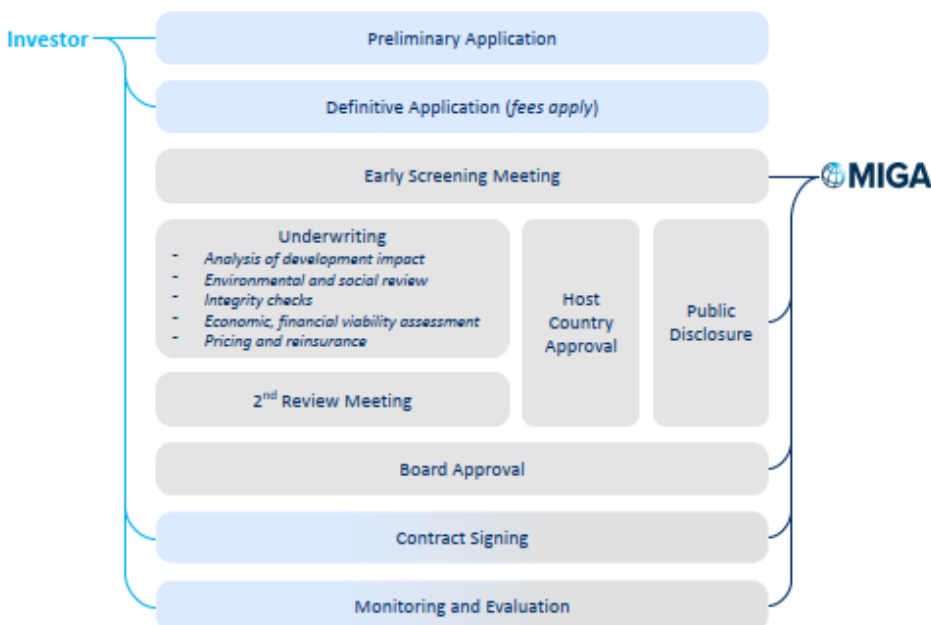 Investor
Preliminary Application
Definitive Application (fees apply)
Early Screening Meeting
MIGA
Underwriting
- Analysis of development impact
- Environmental and social review
- Integrity checks
- Economic, financial viability assessment
- Pricing and reinsurance
Host
Country
Approval
Public
Disclosure
2nd Review Meeting
Board Approval
Contract Signing
Monitoring and Evaluation